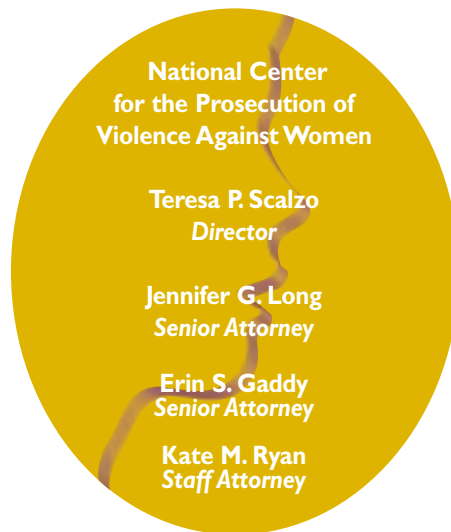 National Center
for the Prosecution of
Violence Against Women
Teresa P. Scalzo
Director
Jennifer G. Long
Senior Attorney
Erin S. Gaddy
Senior Attorney
Kate M. Ryan
Staff Attorney